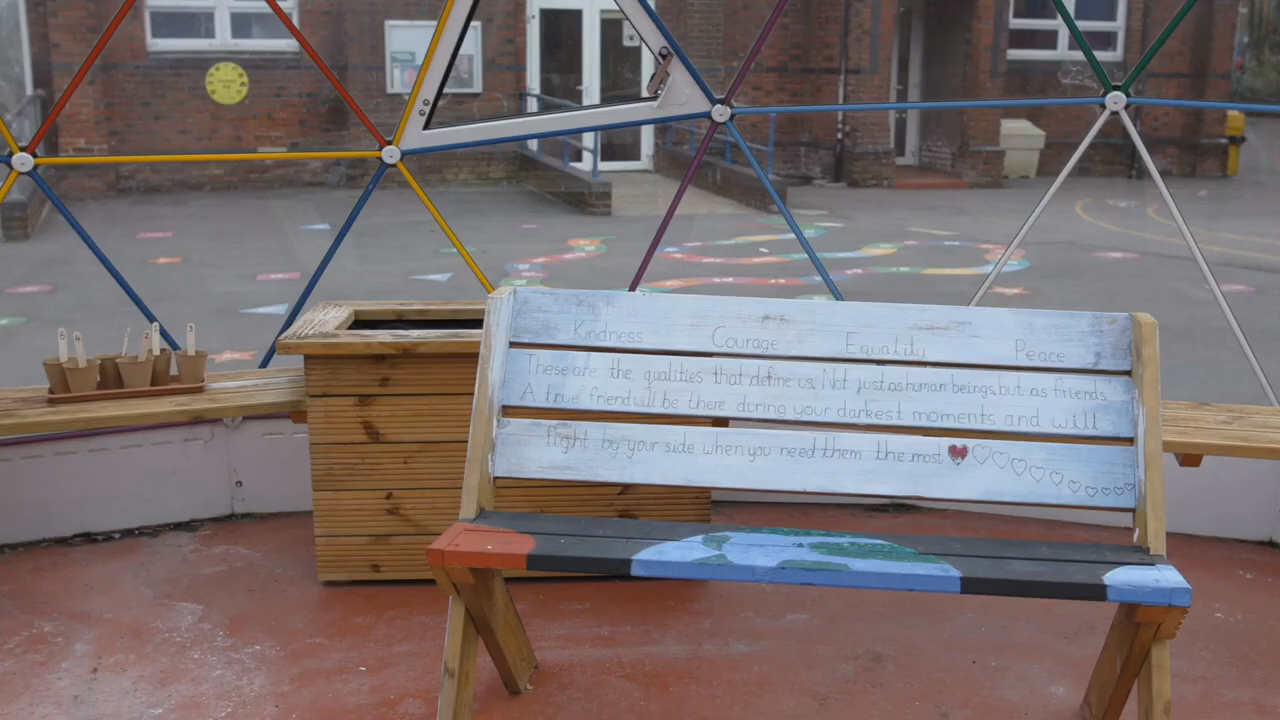 Kindness Courage Equality Peace
These are the qualities that define us. Not just as human beings but as friends
A true friend will be there during your darkest moments and will
fight by your side when you need them the most